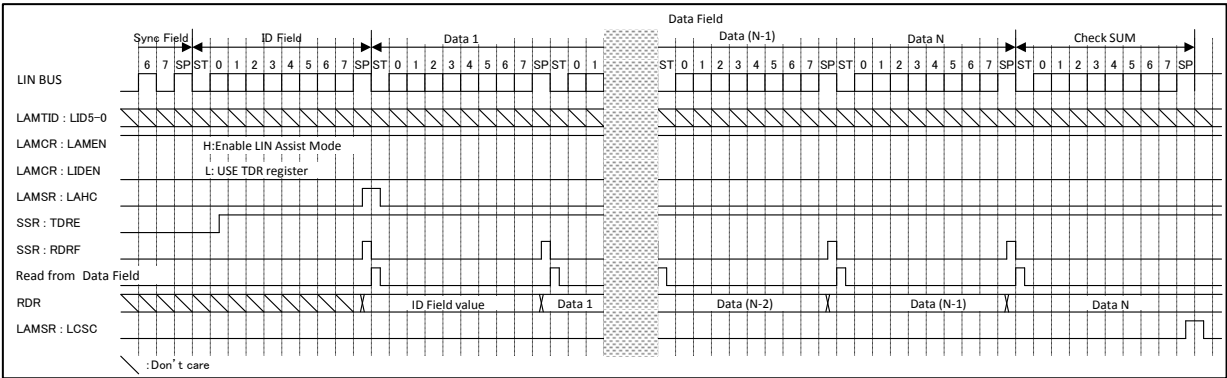 Data Field
Sync Field ID Field Data 1 Data (N-1) Data N Check SUM
6 7 SP ST 0 1 2 3 4 5 6 7 SP ST 0 1 2 3 4 5 6 7 SP ST 0 1 ST 0 1 2 3 4 5 6 7 SP ST 0 1 2 3 4 5 6 7 SP ST 0 1 2 3 4 5 6 7 SP
LIN BUS
LAMTID : LID5-0
LAMCR : LAMEN H:Enable LIN Assist Mode
LAMCR : LIDEN L: USE TDR register
LAMSR : LAHC
SSR : TDRE
SSR : RDRF
Read from Data Field
RDR ID Field value Data 1 Data (N-2) Data (N-1) Data N
LAMSR : LCSC
:Don't care